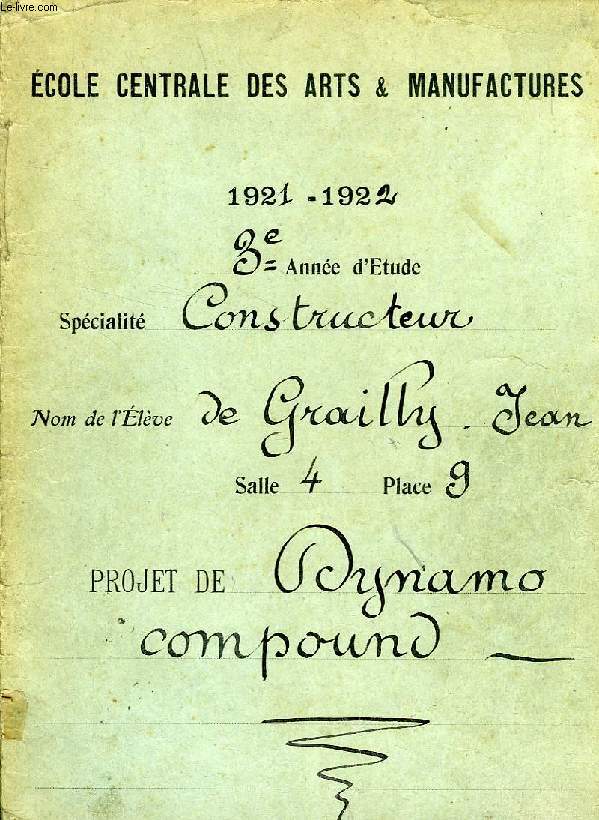 Le-livre.com
ÉCOLE CENTRALE DES ARTS & MANUFACTURES
1921 - 1922
3e Année d'Etude
Spécialité Constructeur
Nom de l'Élève de Grailly. Jean
Salle 4 Place 9
PROJET DE Dynamo
compound